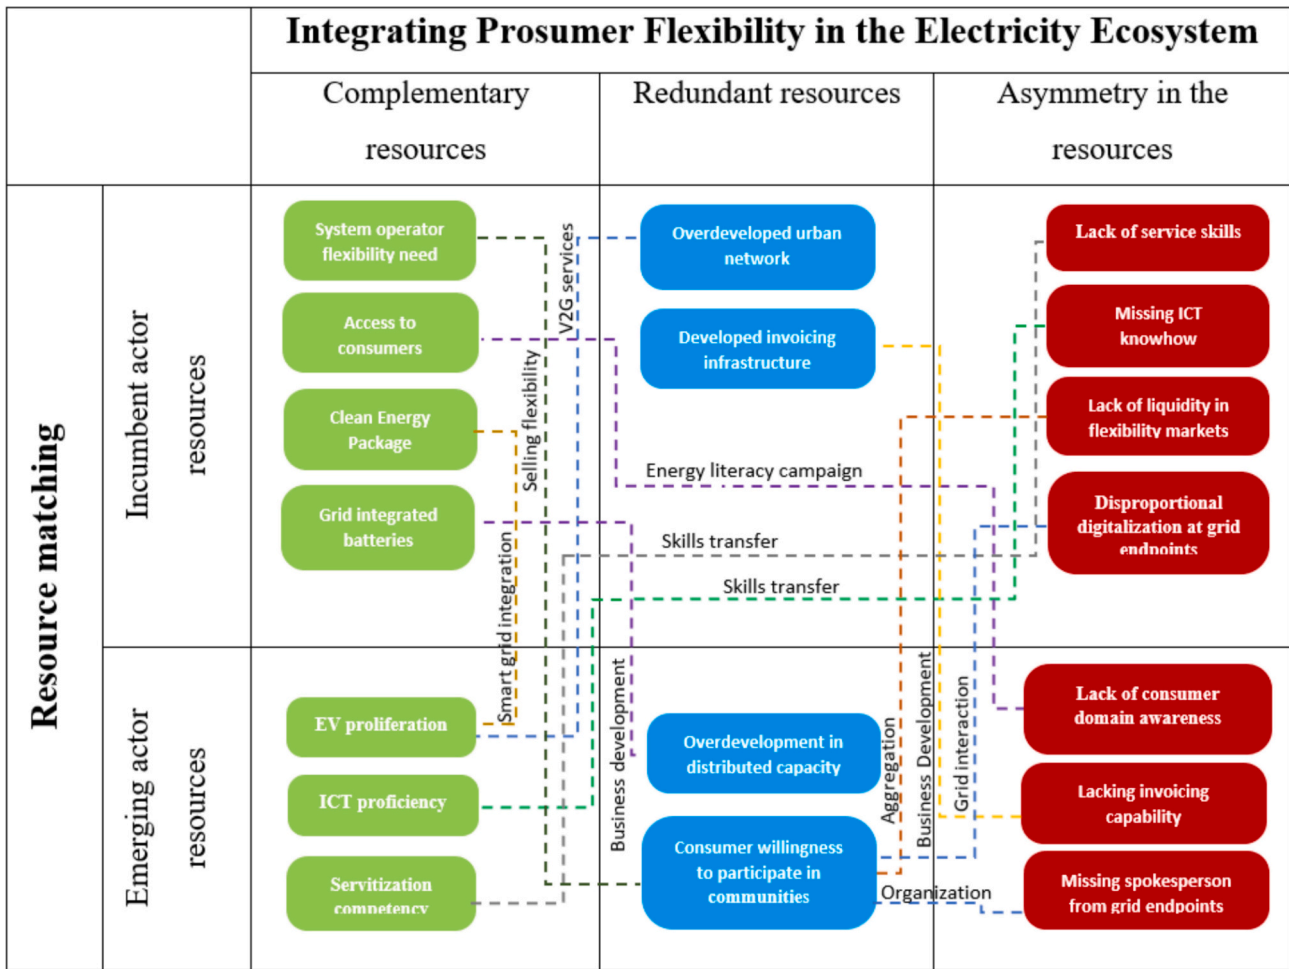 Integrating Prosumer Flexibility in the Electricity Ecosystem
Complementary
resources
Redundant resources
Asymmetry in the
resources
Resource matching
Incumbent actor
resources
System operator
flexibility need
Access to
consumers
Clean Energy
Package
Grid integrated
batteries
Overdeveloped urban
network
Developed invoicing
infrastructure
Lack of service skills
Missing ICT
knowhow
Lack of liquidity in
flexibility markets
Disproportional
digitalization at grid
endpoints
V2G services
Selling flexibility
Energy literacy campaign
Skills transfer
Skills transfer
Smart grid integration
Business development
Aggregation
Business Development
Grid interaction
Organization
Emerging actor
resources
EV proliferation
ICT proficiency
Servitization
competency
Overdevelopment in
distributed capacity
Consumer willingness
to participate in
communities
Lack of consumer
domain awareness
Lacking invoicing
capability
Missing spokesperson
from grid endpoints